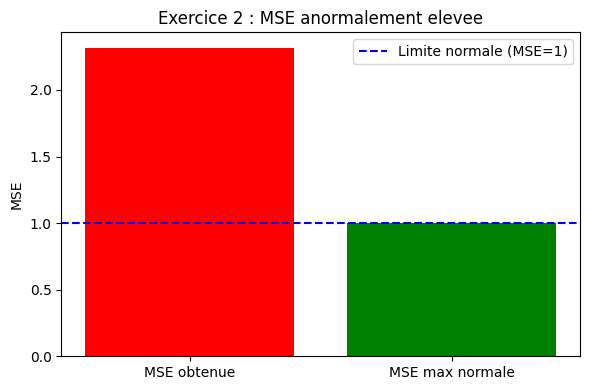 Exercice 2 : MSE anormalement elevee
Limite normale (MSE=1)
MSE
2.0
1.5
1.0
0.5
0.0
MSE obtenue
MSE max normale